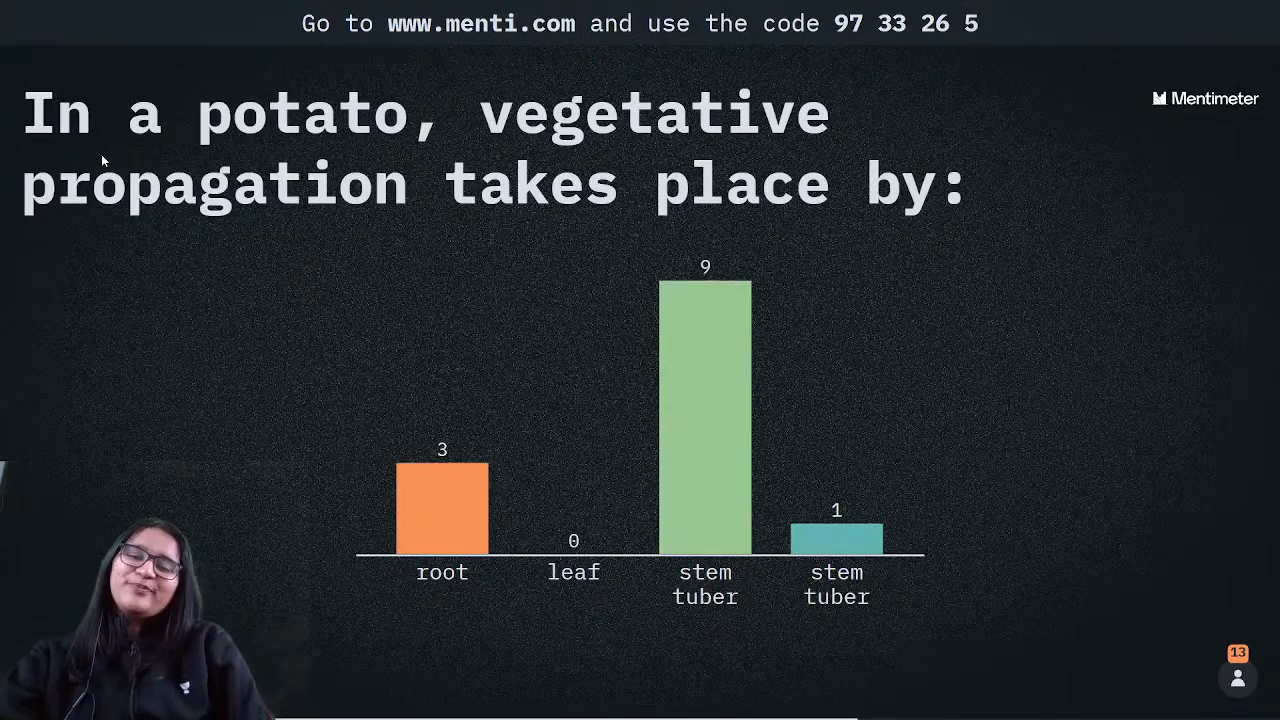 Go to www.menti.com and use the code 97 33 26 5
In a potato, vegetative
propagation takes place by:
Mentimeter
9
3
1
0
root
leaf
stem
tuber
stem
tuber
13